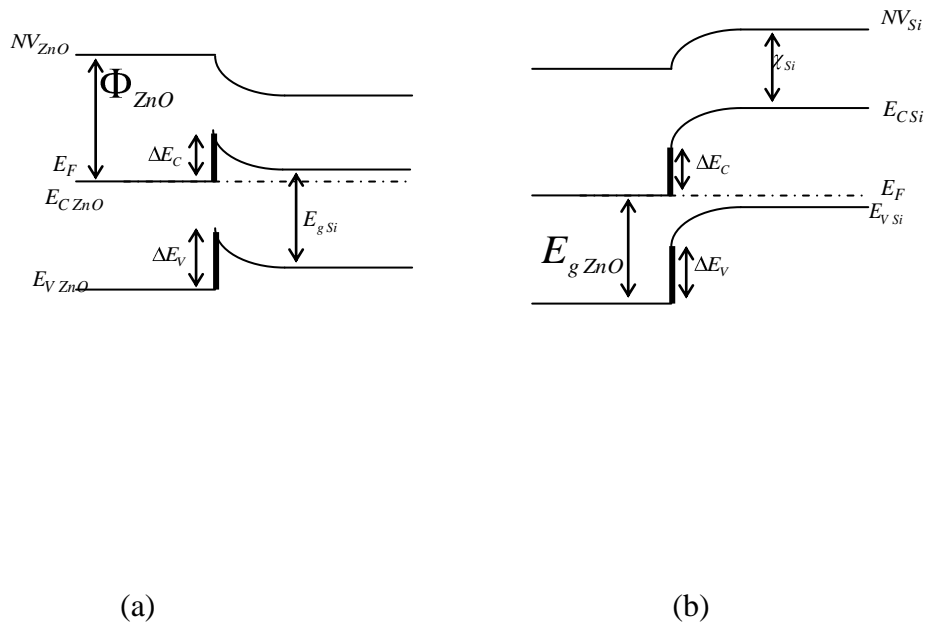 NV_ZnO
Φ_ZnO
ΔE_C
E_F
E_C ZnO
E_g Si
ΔE_V
E_V ZnO
NV_Si
χ_Si
E_C Si
ΔE_C
E_F
E_V Si
E_g ZnO
ΔE_V
(a)
(b)